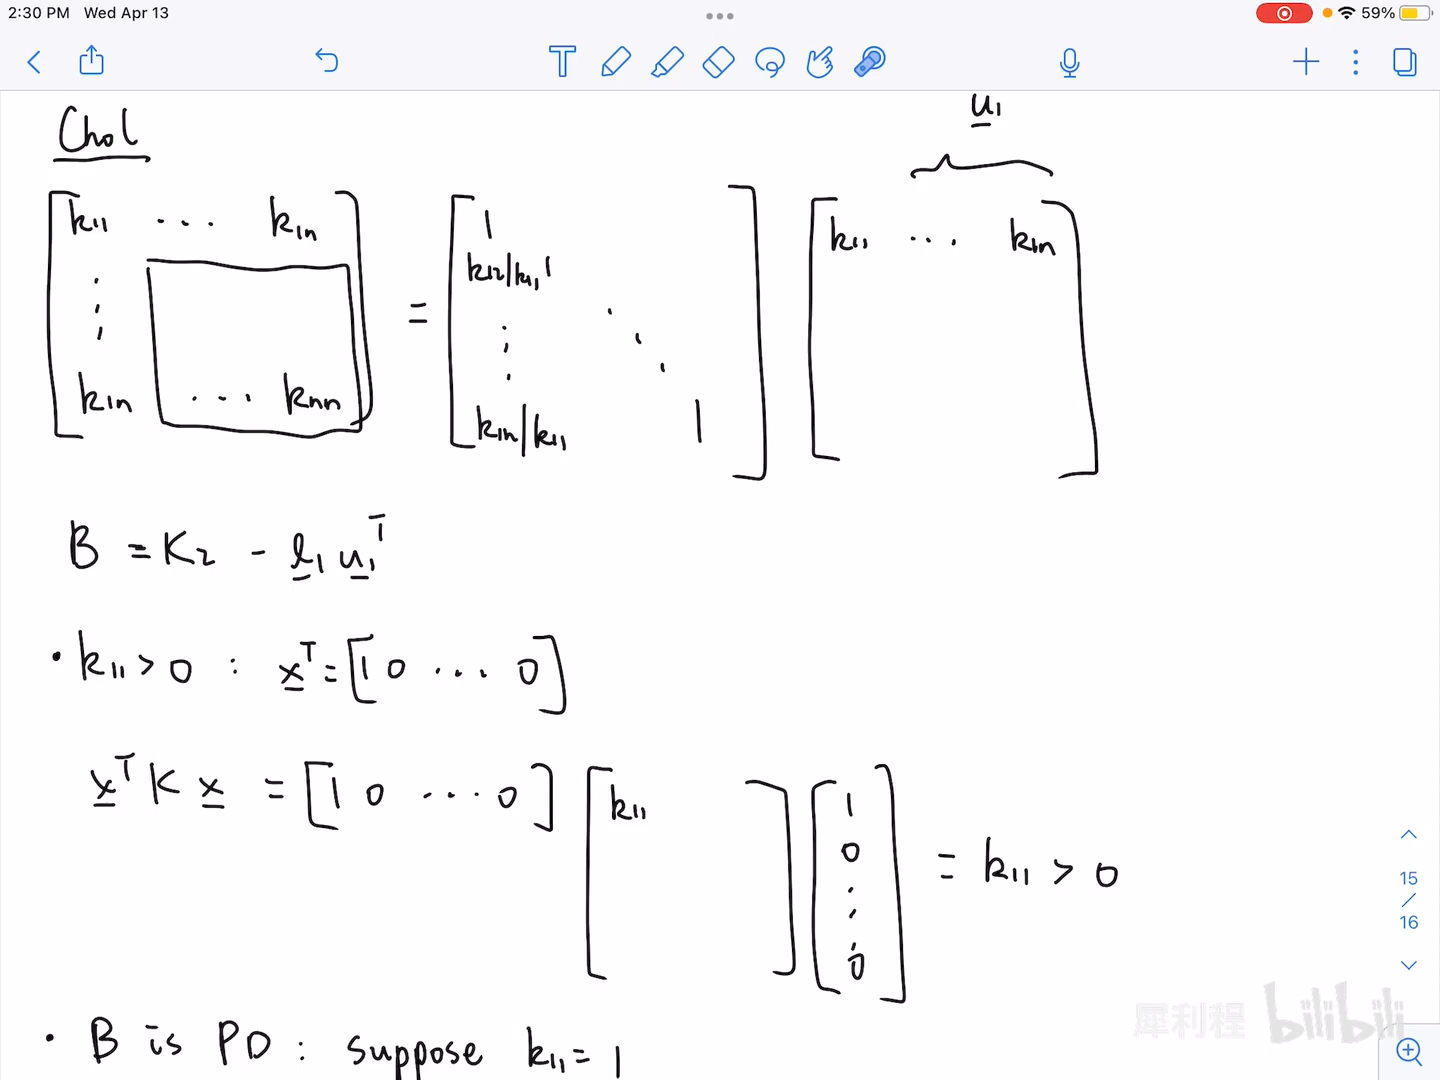 2:30 PM Wed Apr 13
59%
Chol
u₁
[k₁₁ ... k₁ₙ ⋮ k₁ₙ ... kₙₙ] = [1 k₁₂/k₁₁ 1 ⋮ ⋱ k₁ₙ/k₁₁ 1] [k₁₁ ... k₁ₙ]
B = K₂ - l₁ u₁ᵀ
• k₁₁ > 0 : xᵀ = [1 0 ... 0]
xᵀ K x = [1 0 ... 0] [k₁₁] [1 0 ⋮ 0] = k₁₁ > 0
15
/
16
• B is PD : suppose k₁₁ = 1
犀利程 bilibili